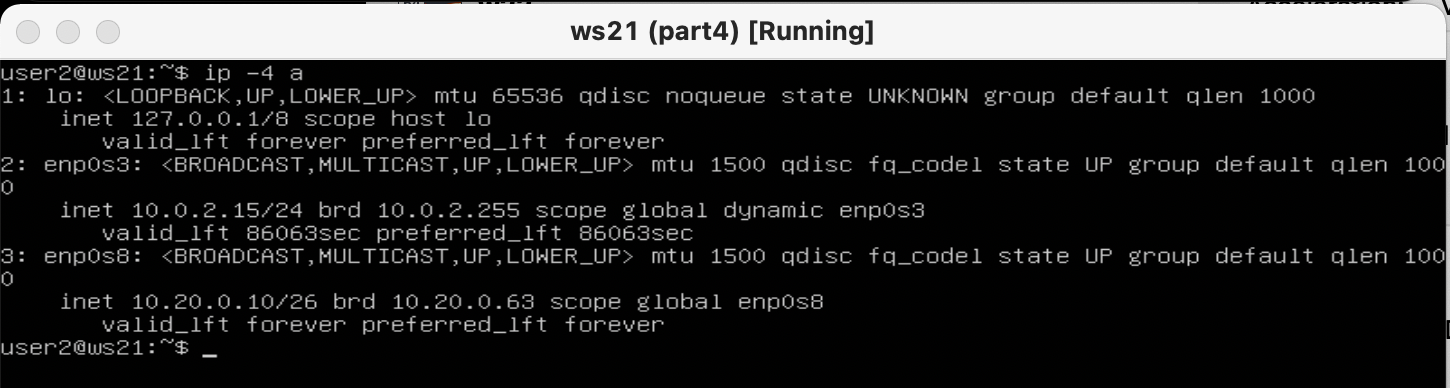 ws21 (part4) [Running]
user2@ws21:~$ ip -4 a
1: lo: <LOOPBACK,UP,LOWER_UP> mtu 65536 qdisc noqueue state UNKNOWN group default qlen 1000
    inet 127.0.0.1/8 scope host lo
       valid_lft forever preferred_lft forever
2: enp0s3: <BROADCAST,MULTICAST,UP,LOWER_UP> mtu 1500 qdisc fq_codel state UP group default qlen 100
0
    inet 10.0.2.15/24 brd 10.0.2.255 scope global dynamic enp0s3
       valid_lft 86063sec preferred_lft 86063sec
3: enp0s8: <BROADCAST,MULTICAST,UP,LOWER_UP> mtu 1500 qdisc fq_codel state UP group default qlen 100
0
    inet 10.20.0.10/26 brd 10.20.0.63 scope global enp0s8
       valid_lft forever preferred_lft forever
user2@ws21:~$ _